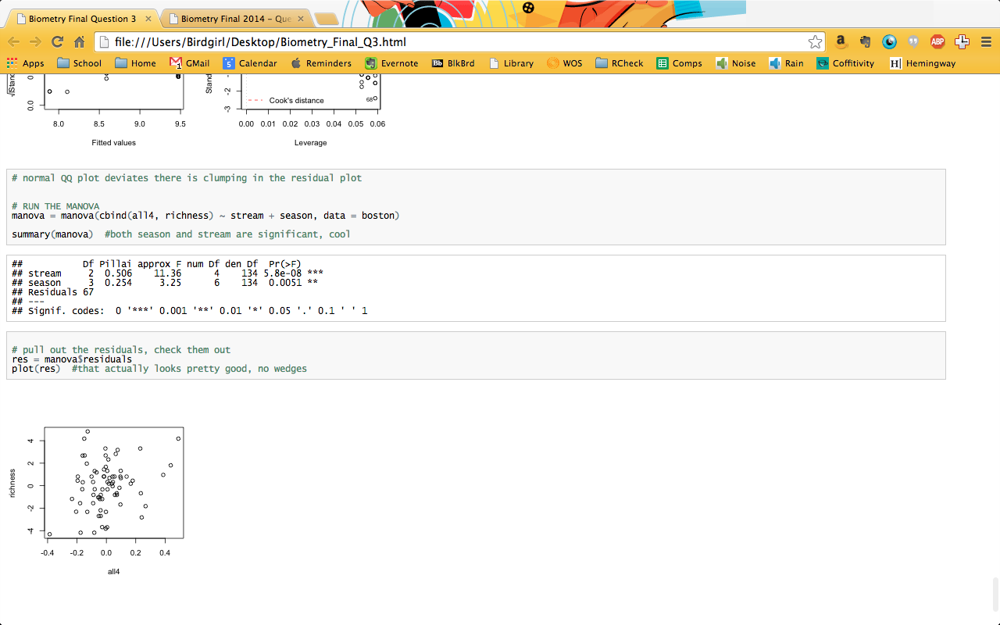 Biometry Final Question 3
Biometry Final 2014 – Que
file:///Users/Birdgirl/Desktop/Biometry_Final_Q3.html
Apps School Home GMail Calendar Reminders Evernote BlkBrd Library WOS RCheck Comps Noise Rain Coffitivity Hemingway
√|Stand
0.0 0
8.0 8.5 9.0 9.5
Fitted values
Stand
-3 -2 -1
Cook's distance
68
0.00 0.01 0.02 0.03 0.04 0.05 0.06
Leverage
# normal QQ plot deviates there is clumping in the residual plot
# RUN THE MANOVA
manova = manova(cbind(all4, richness) ~ stream + season, data = boston)
summary(manova)  #both season and stream are significant, cool
##           Df Pillai approx F num Df den Df  Pr(>F)
## stream     2  0.506    11.36      4    134 5.8e-08 ***
## season     3  0.254     3.25      6    134  0.0051 **
## Residuals 67
## ---
## Signif. codes:  0 '***' 0.001 '**' 0.01 '*' 0.05 '.' 0.1 ' ' 1
# pull out the residuals, check them out
res = manova$residuals
plot(res)  #that actually looks pretty good, no wedges
richness
4
2
0
-2
-4
-0.4 -0.2 0.0 0.2 0.4
all4